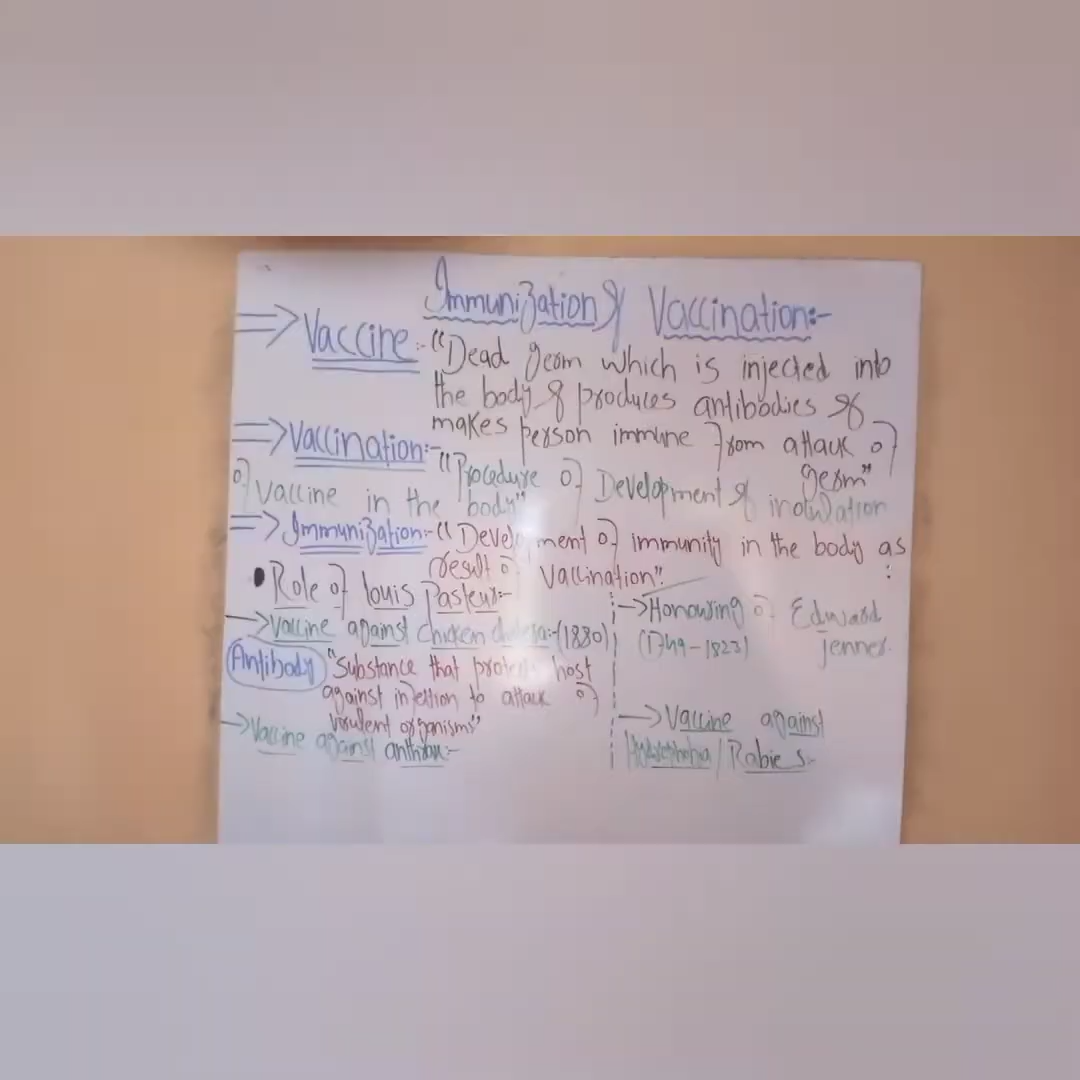 Immunization & Vaccination:-
=> Vaccine:- "Dead germ which is injected into
the body & produces antibodies &
makes person immune from attack of
germ"
=> Vaccination:- "Procedure of Development & inoculation
of vaccine in the body"
=> Immunization:- "Development of immunity in the body as
result of Vaccination".
• Role of louis Pasteur:-
-> Vaccine against chicken cholera:- (1880)
Antibody "Substance that protects host
against infection to attack of
virulent organisms"
-> Vaccine against anthrax:-
-> Honouring of Edward
(1749-1823) jenner.
-> Vaccine against
Hydrophobia / Rabies:-